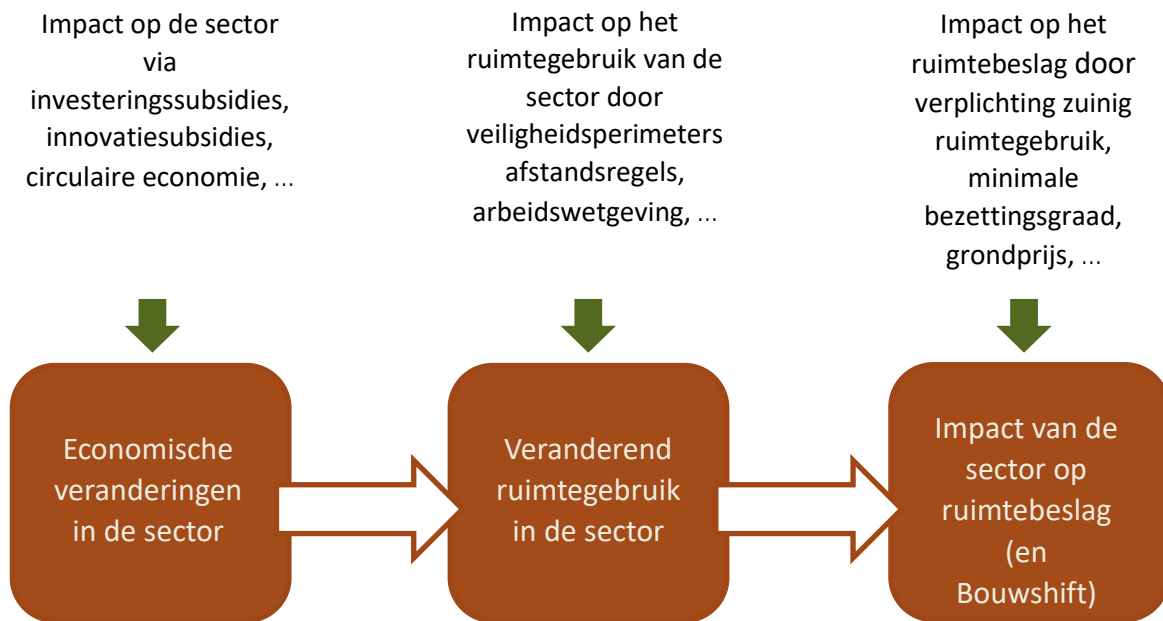 Impact op de sector
via
investeringssubsidies,
innovatiesubsidies,
circulaire economie, ...
Impact op het
ruimtegebruik van de
sector door
veiligheidsperimeters
afstandsregels,
arbeidswetgeving, ...
Impact op het
ruimtebeslag door
verplichting zuinig
ruimtegebruik,
minimale
bezettingsgraad,
grondprijs, ...
Economische
veranderingen
in de sector
Veranderend
ruimtegebruik
in de sector
Impact van de
sector op
ruimtebeslag
(en
Bouwshift)